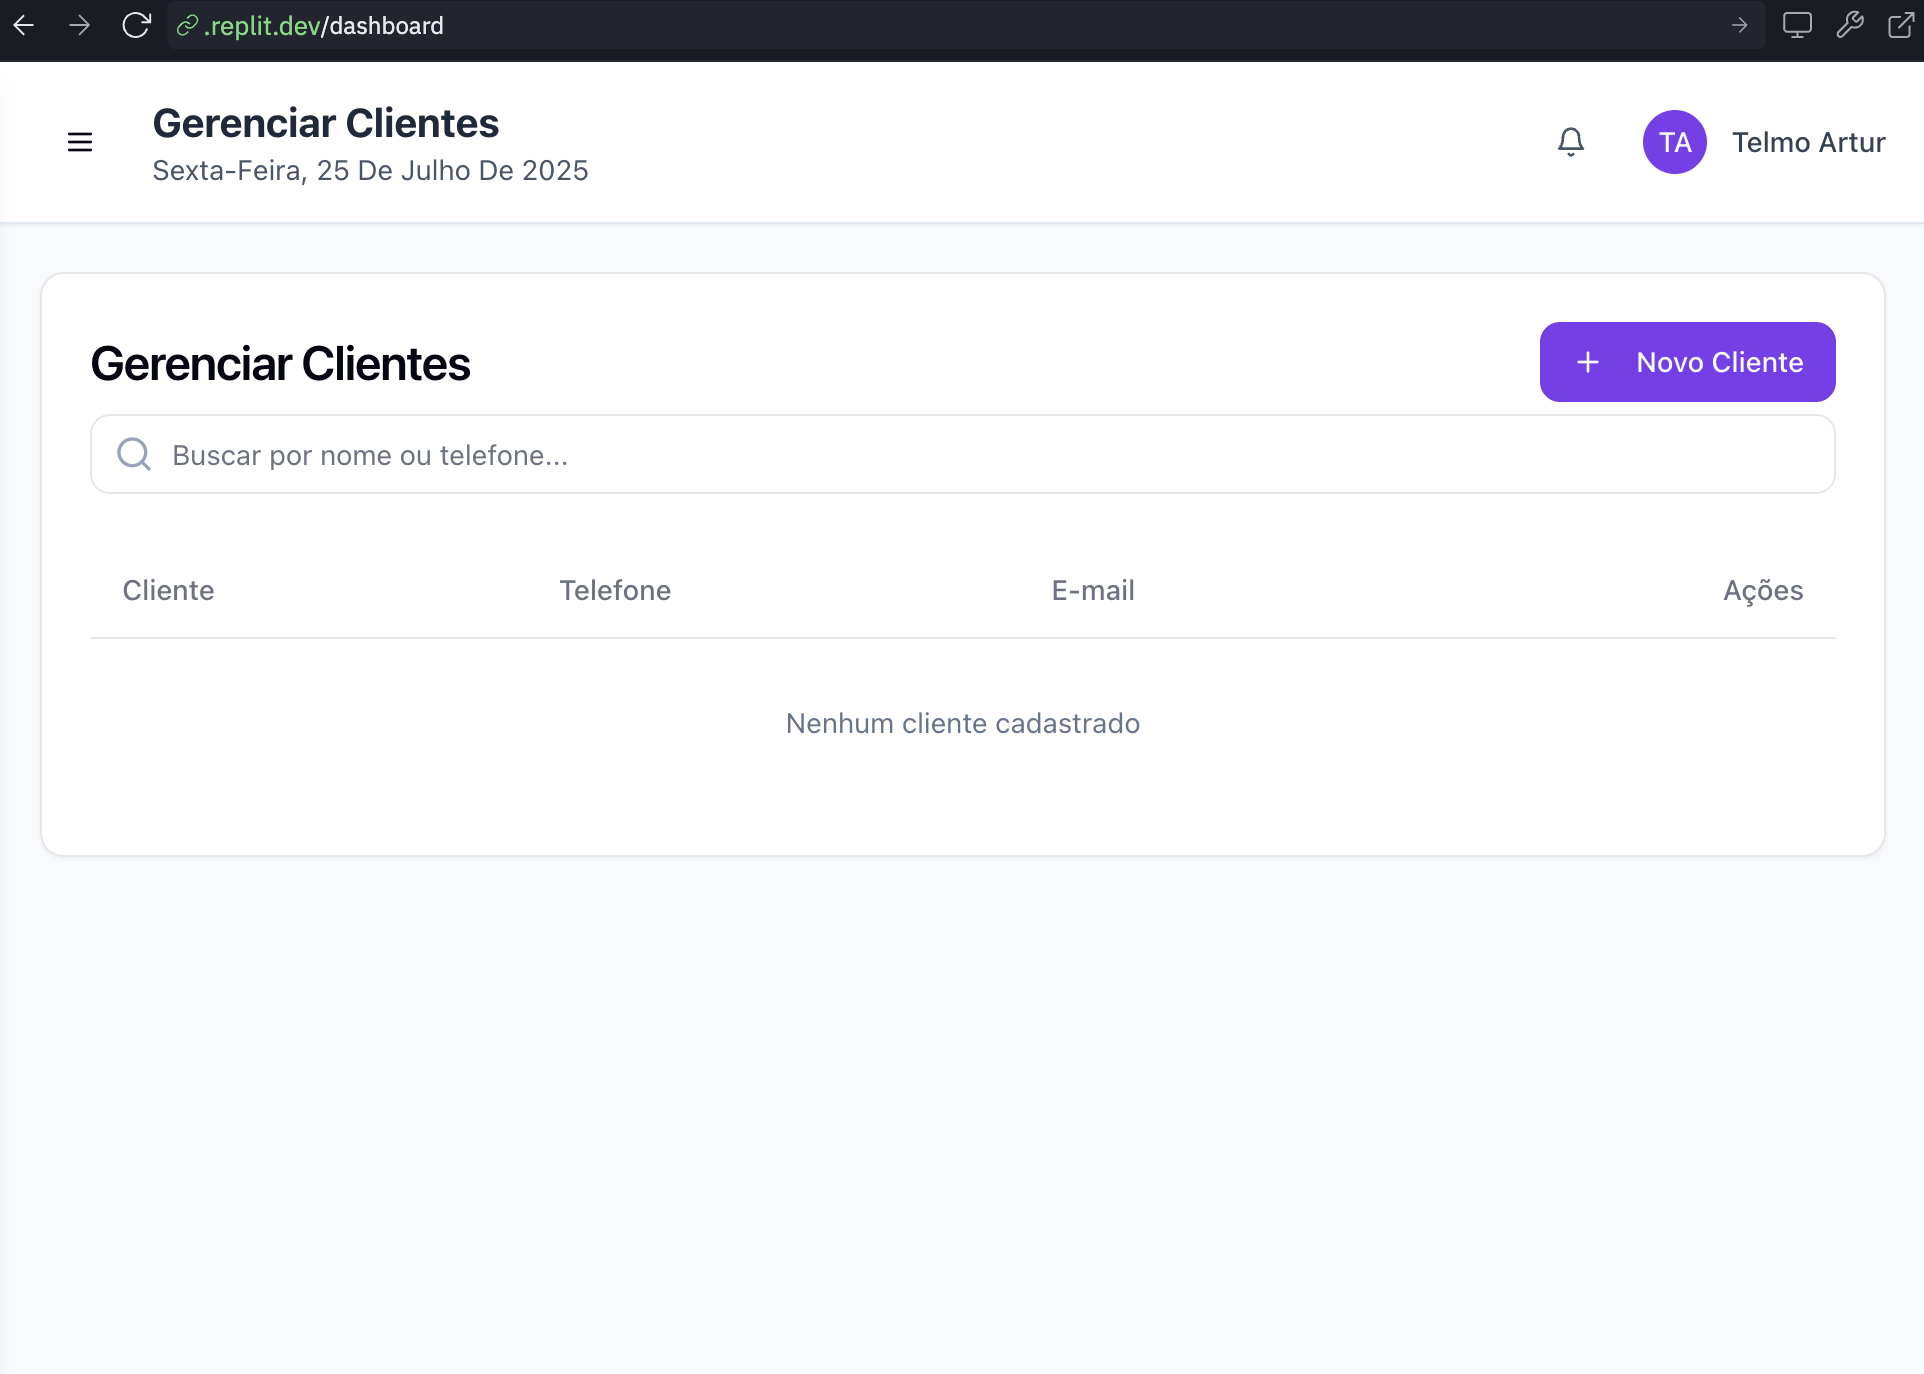 .replit.dev/dashboard
Gerenciar Clientes
Sexta-Feira, 25 De Julho De 2025
TA
Telmo Artur
Gerenciar Clientes
+ Novo Cliente
Buscar por nome ou telefone...
Cliente Telefone E-mail Ações
Nenhum cliente cadastrado